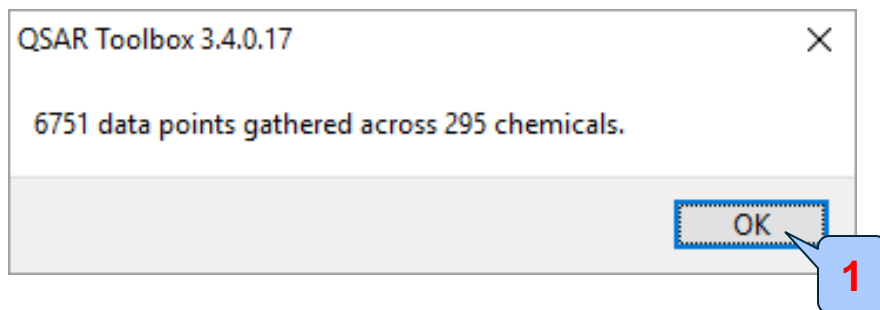 QSAR Toolbox 3.4.0.17
6751 data points gathered across 295 chemicals.
OK
1